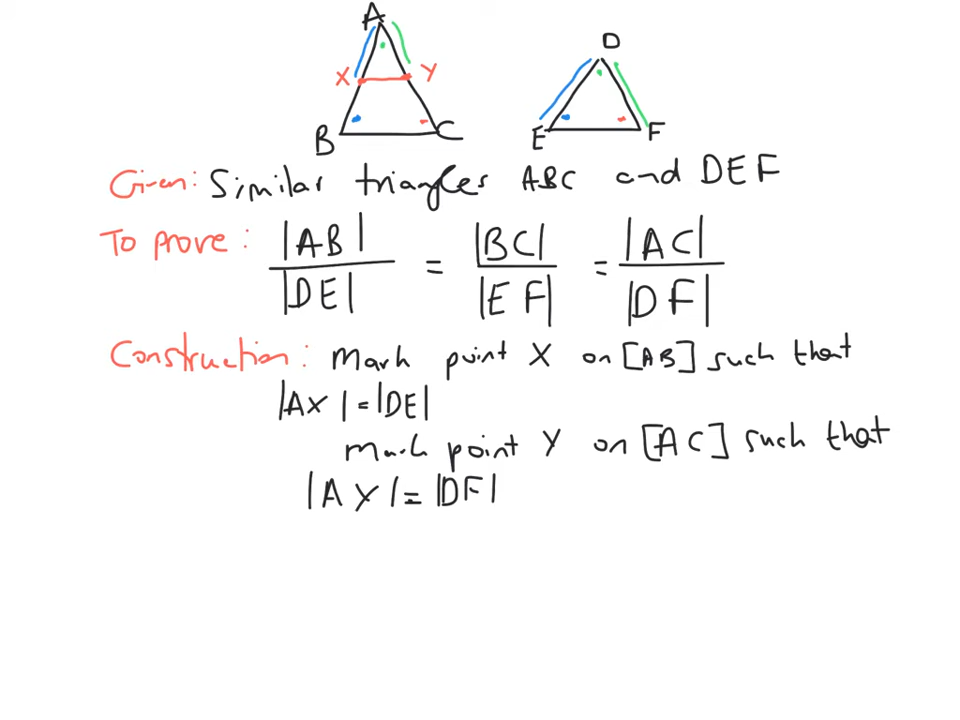 A
D
X Y
B C
E F
Given: Similar triangles ABC and DEF
To prove: |AB| / |DE| = |BC| / |EF| = |AC| / |DF|
Construction: Mark point X on [AB] such that
|AX| = |DE|
Mark point Y on [AC] such that
|AY| = |DF|